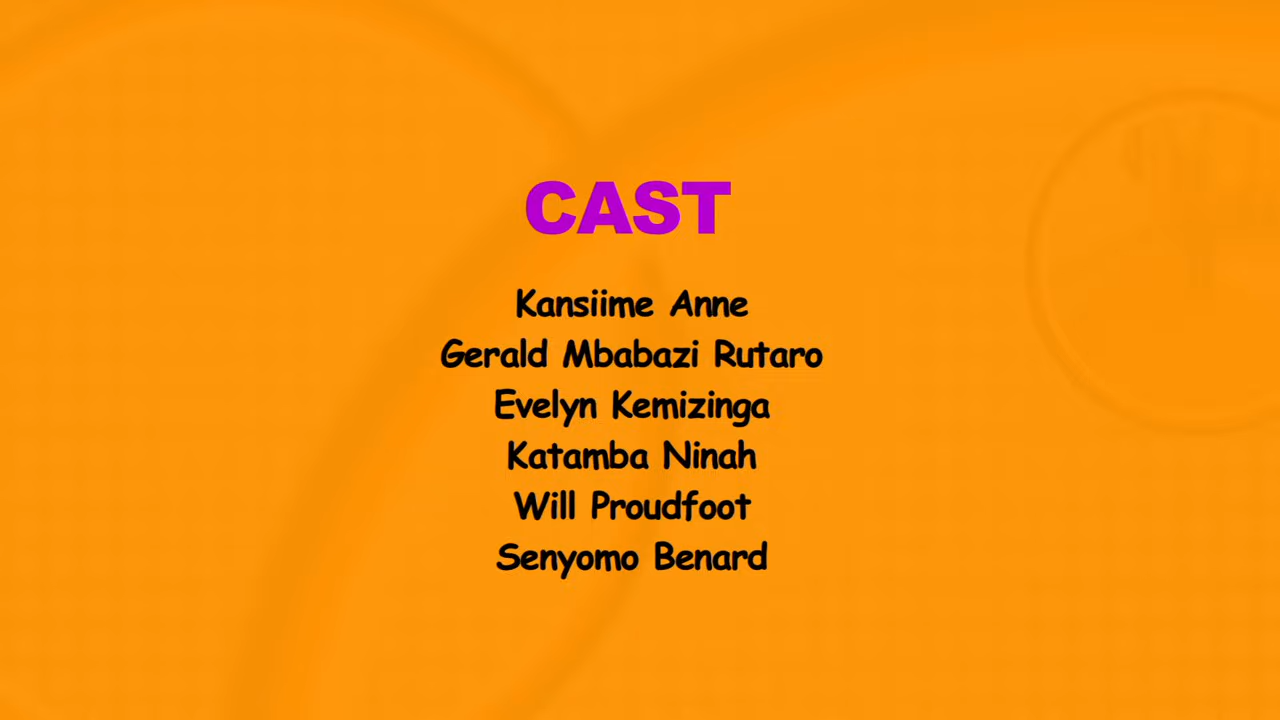 CAST
Kansiime Anne
Gerald Mbabazi Rutaro
Evelyn Kemizinga
Katamba Ninah
Will Proudfoot
Senyomo Benard